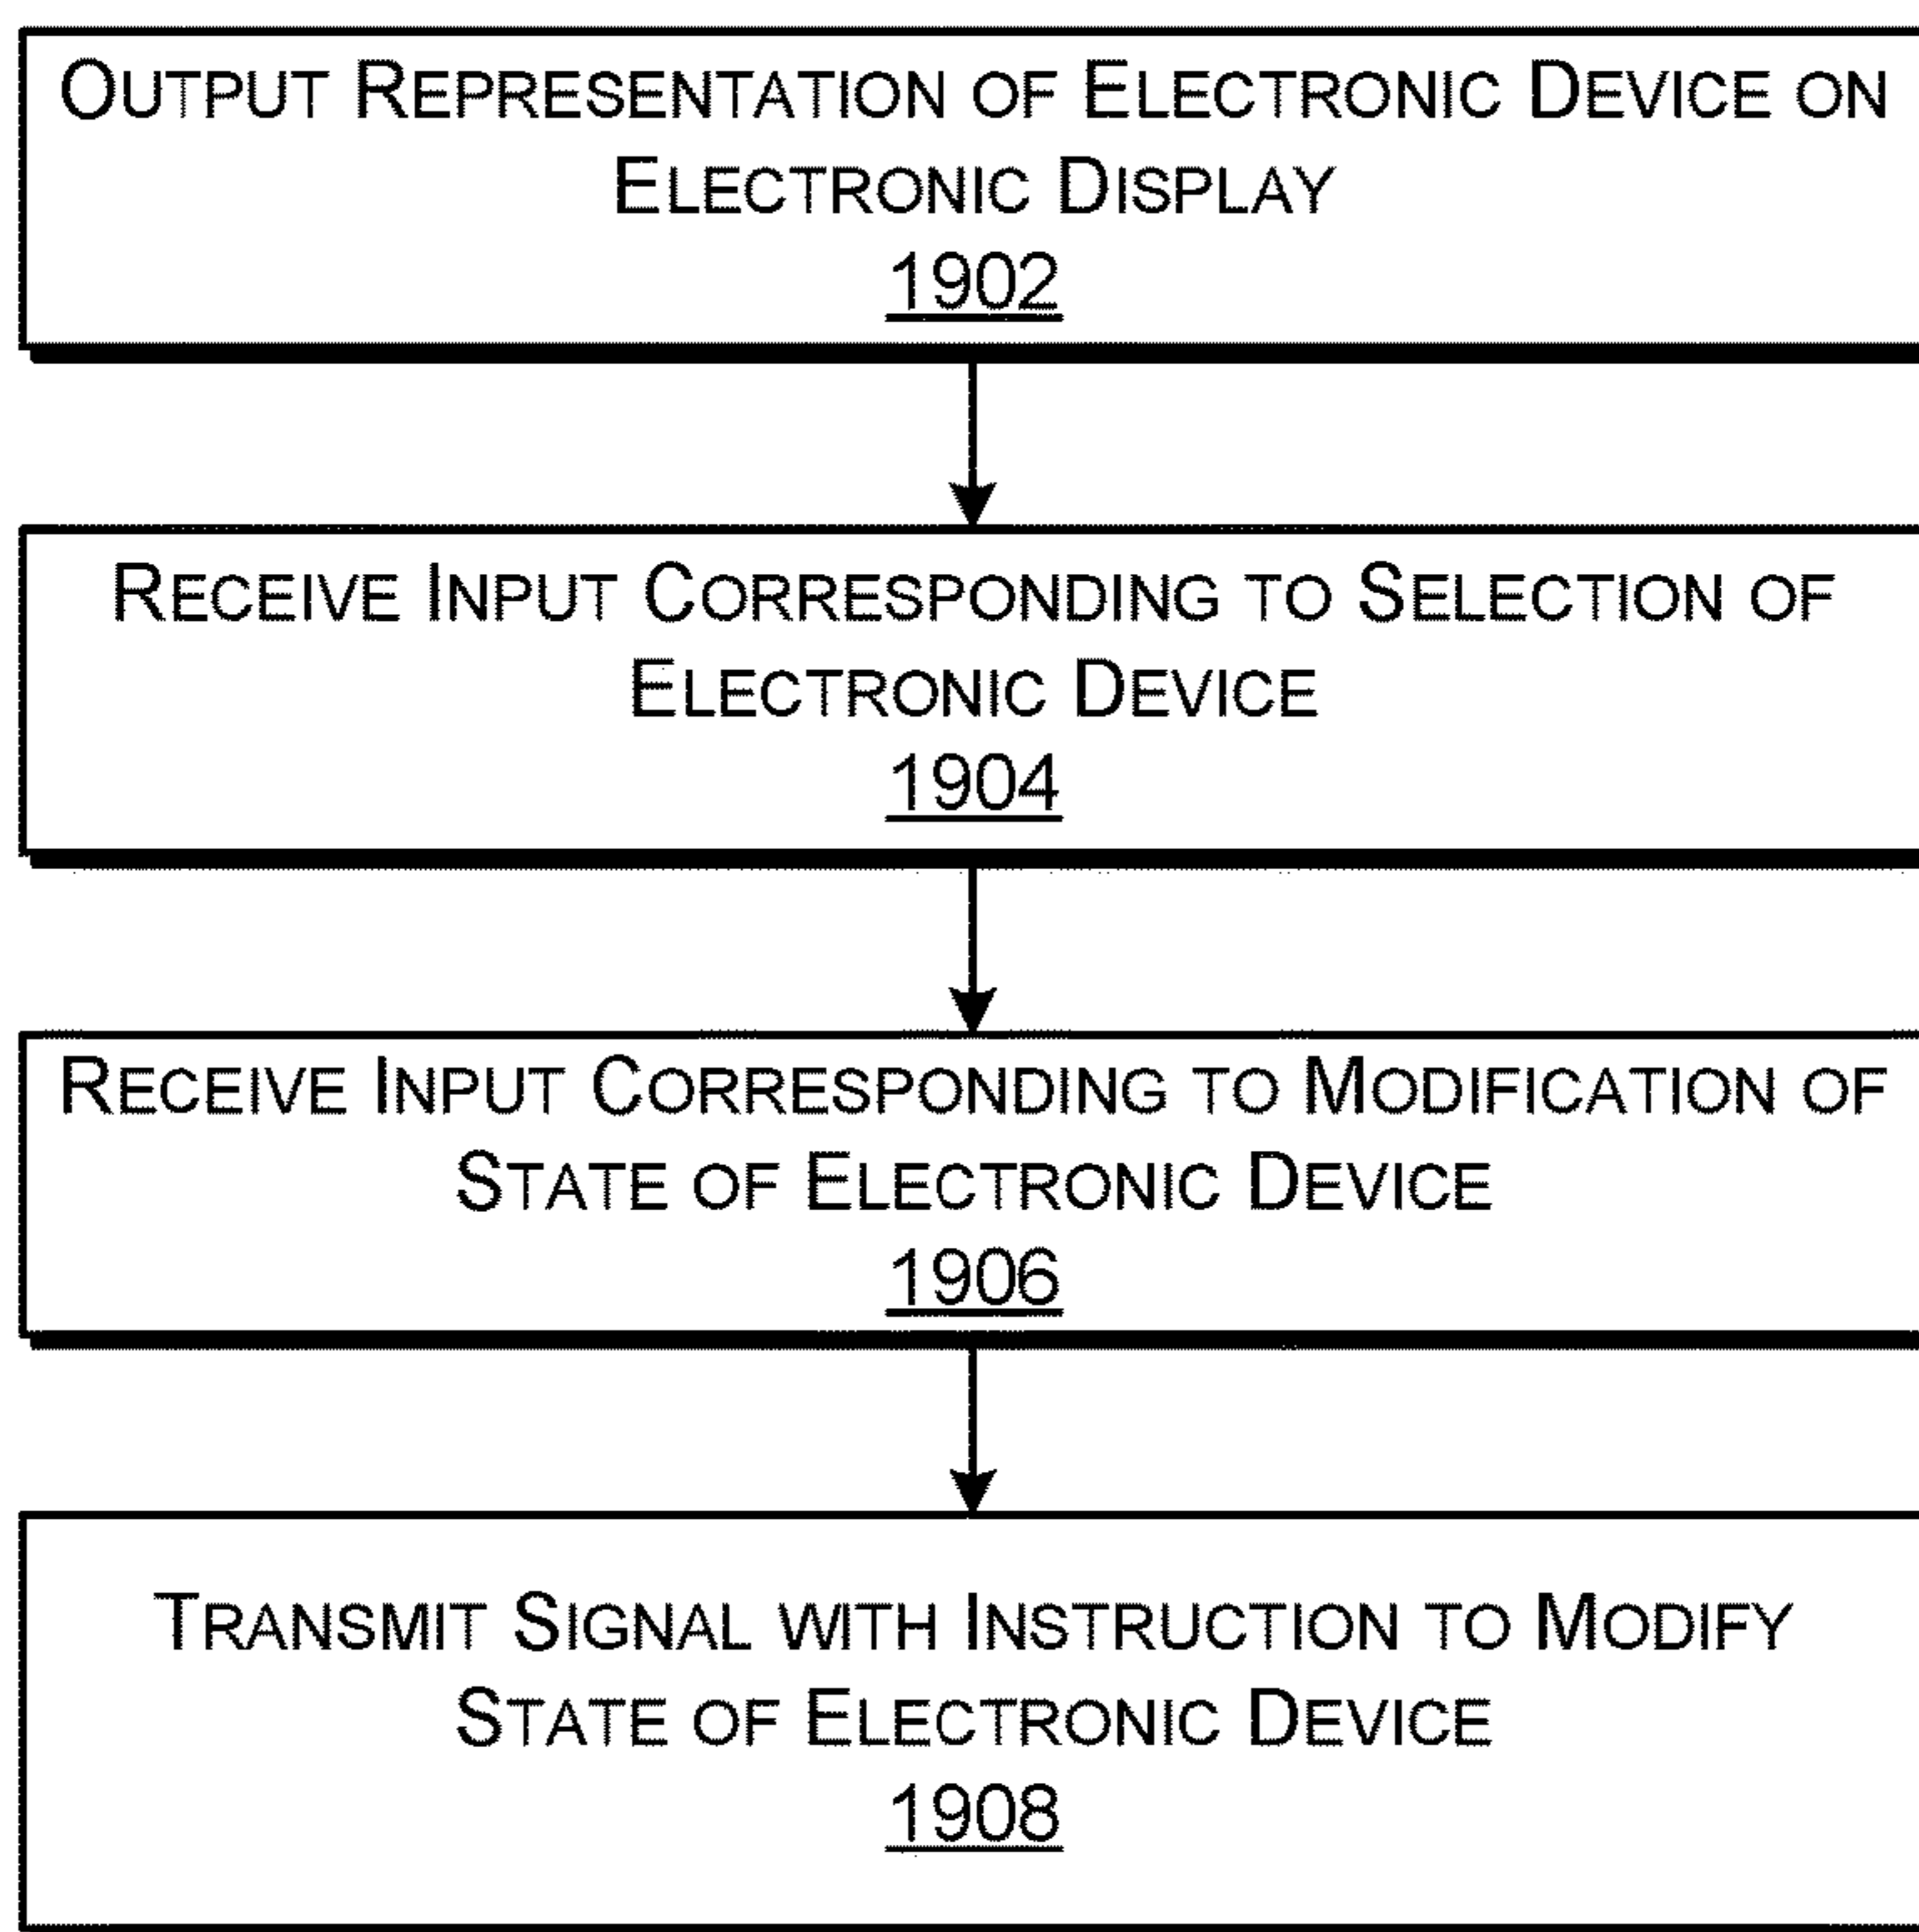 OUTPUT REPRESENTATION OF ELECTRONIC DEVICE ON
ELECTRONIC DISPLAY
1902
RECEIVE INPUT CORRESPONDING TO SELECTION OF
ELECTRONIC DEVICE
1904
RECEIVE INPUT CORRESPONDING TO MODIFICATION OF
STATE OF ELECTRONIC DEVICE
1906
TRANSMIT SIGNAL WITH INSTRUCTION TO MODIFY
STATE OF ELECTRONIC DEVICE
1908